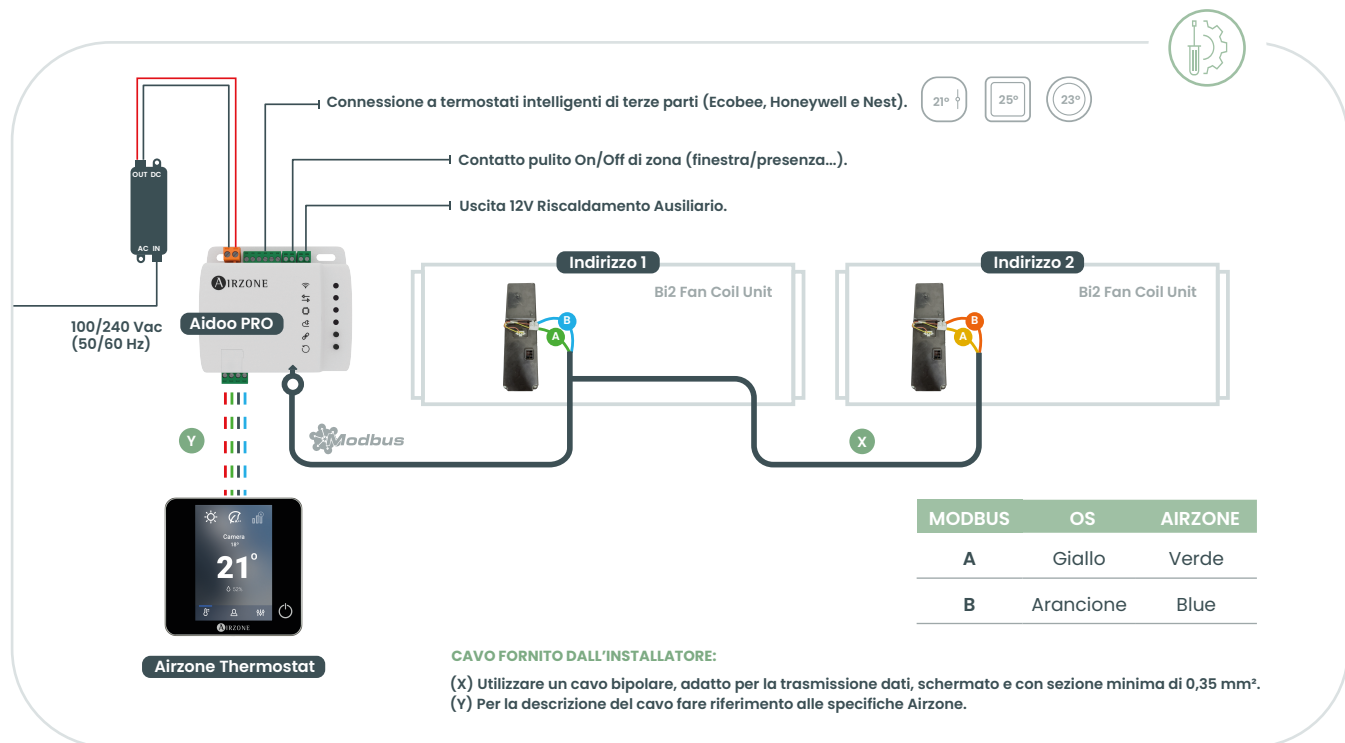 Connessione a termostati intelligenti di terze parti (Ecobee, Honeywell e Nest).
21°
25°
23°
Contatto pulito On/Off di zona (finestra/presenza...).
Uscita 12V Riscaldamento Ausiliario.
OUT DC
AC IN
100/240 Vac
(50/60 Hz)
AIRZONE
Aidoo PRO
Indirizzo 1
Bi2 Fan Coil Unit
B
A
Indirizzo 2
Bi2 Fan Coil Unit
B
A
Y
Modbus
X
Camera
18°
21°
52%
AIRZONE
Airzone Thermostat
MODBUS OS AIRZONE
A Giallo Verde
B Arancione Blue
CAVO FORNITO DALL'INSTALLATORE:
(X) Utilizzare un cavo bipolare, adatto per la trasmissione dati, schermato e con sezione minima di 0,35 mm².
(Y) Per la descrizione del cavo fare riferimento alle specifiche Airzone.